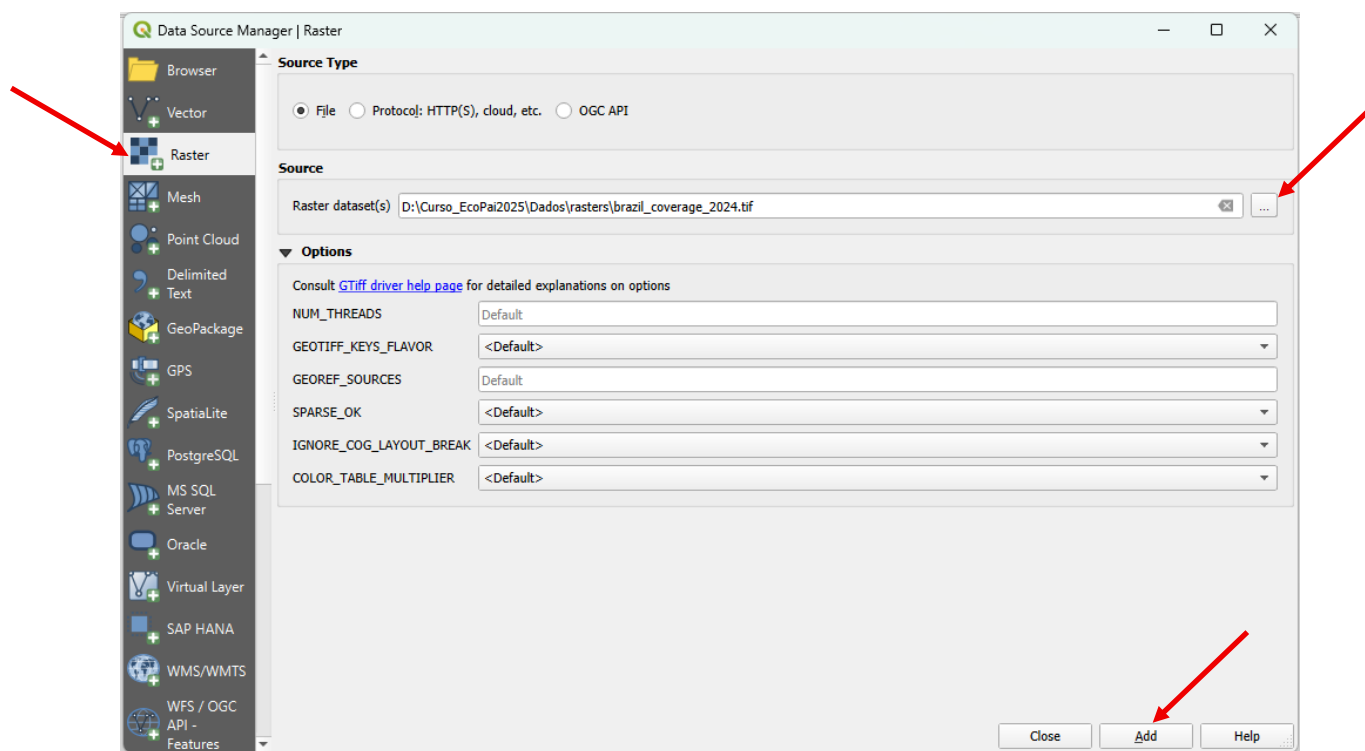 Data Source Manager | Raster
Browser
Vector
Raster
Mesh
Point Cloud
Delimited
Text
GeoPackage
GPS
SpatiaLite
PostgreSQL
MS SQL
Server
Oracle
Virtual Layer
SAP HANA
WMS/WMTS
WFS / OGC
API -
Features
Source Type
File Protocol: HTTP(S), cloud, etc. OGC API
Source
Raster dataset(s) D:\Curso_EcoPai2025\Dados\rasters\brazil_coverage_2024.tif ...
Options
Consult GTiff driver help page for detailed explanations on options
NUM_THREADS Default
GEOTIFF_KEYS_FLAVOR <Default>
GEOREF_SOURCES Default
SPARSE_OK <Default>
IGNORE_COG_LAYOUT_BREAK <Default>
COLOR_TABLE_MULTIPLIER <Default>
Close Add Help